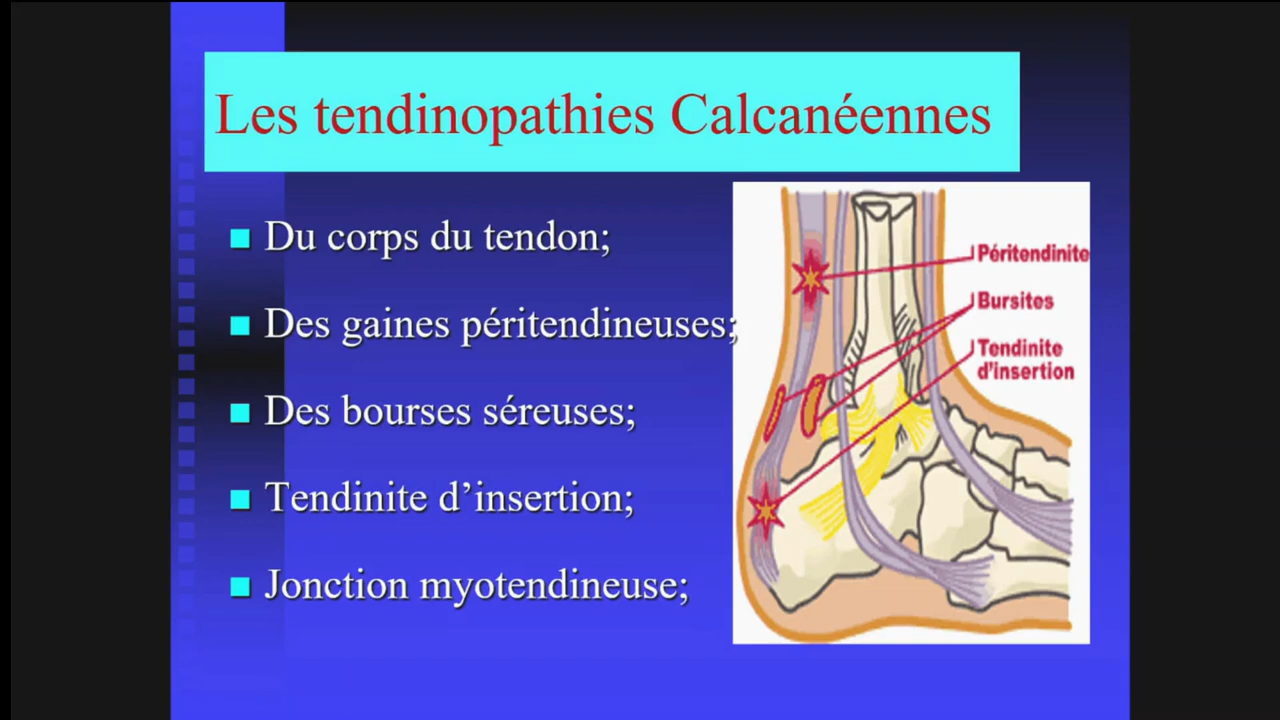 Les tendinopathies Calcanéennes
Du corps du tendon;
Des gaines péritendineuses;
Des bourses séreuses;
Tendinite d’insertion;
Jonction myotendineuse;
Péritendinite
Bursites
Tendinite
d'insertion